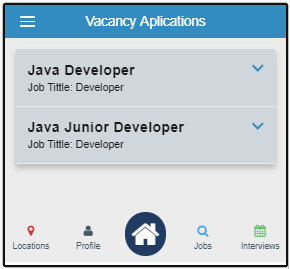 Vacancy Aplications
Java Developer
Job Tittle: Developer
Java Junior Developer
Job Tittle: Developer
Locations Profile Jobs Interviews